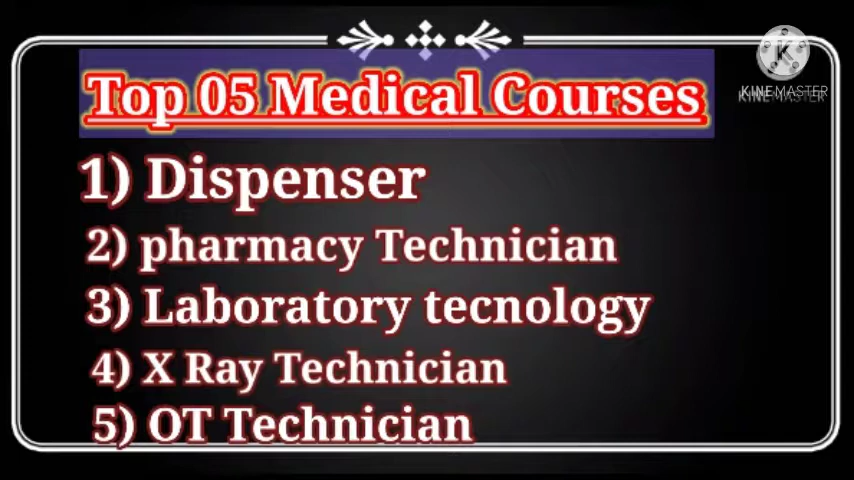 Top 05 Medical Courses
K
KINEMASTER
1) Dispenser
2) pharmacy Technician
3) Laboratory tecnology
4) X Ray Technician
5) OT Technician